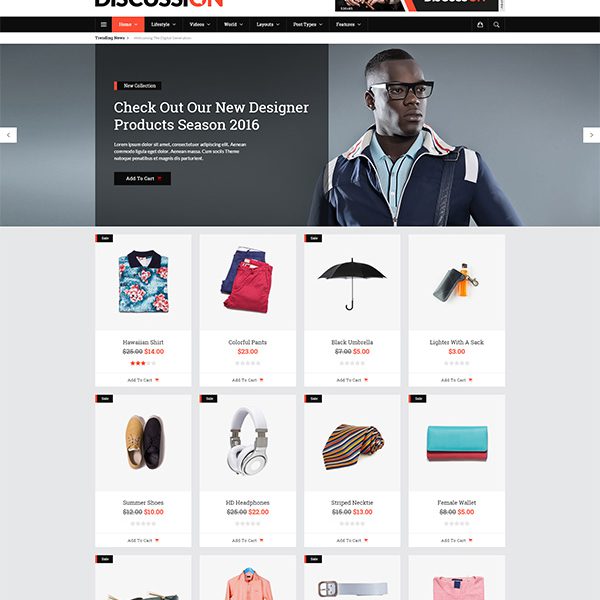 DISCUSSION
Home Lifestyle Videos World Layouts Post Types Features
Trending News
New Collection
Check Out Our New Designer
Products Season 2016
Lorem ipsum dolor sit amet, consectetuer adipiscing elit. Aenean
commodo ligula eget dolor. Aenean massa. Cum sociis Theme
natoque penatibus et magnis dis parturient.
Add To Cart
Sale Sale
Hawaiian Shirt Colorful Pants Black Umbrella Lighter With A Sack
$25.00 $14.00 $23.00 $7.00 $5.00 $3.00
Add To Cart Add To Cart Add To Cart Add To Cart
Sale Sale Sale Sale
Summer Shoes HD Headphones Striped Necktie Female Wallet
$12.00 $10.00 $25.00 $22.00 $15.00 $13.00 $8.00 $5.00
Add To Cart Add To Cart Add To Cart Add To Cart
Sale Sale